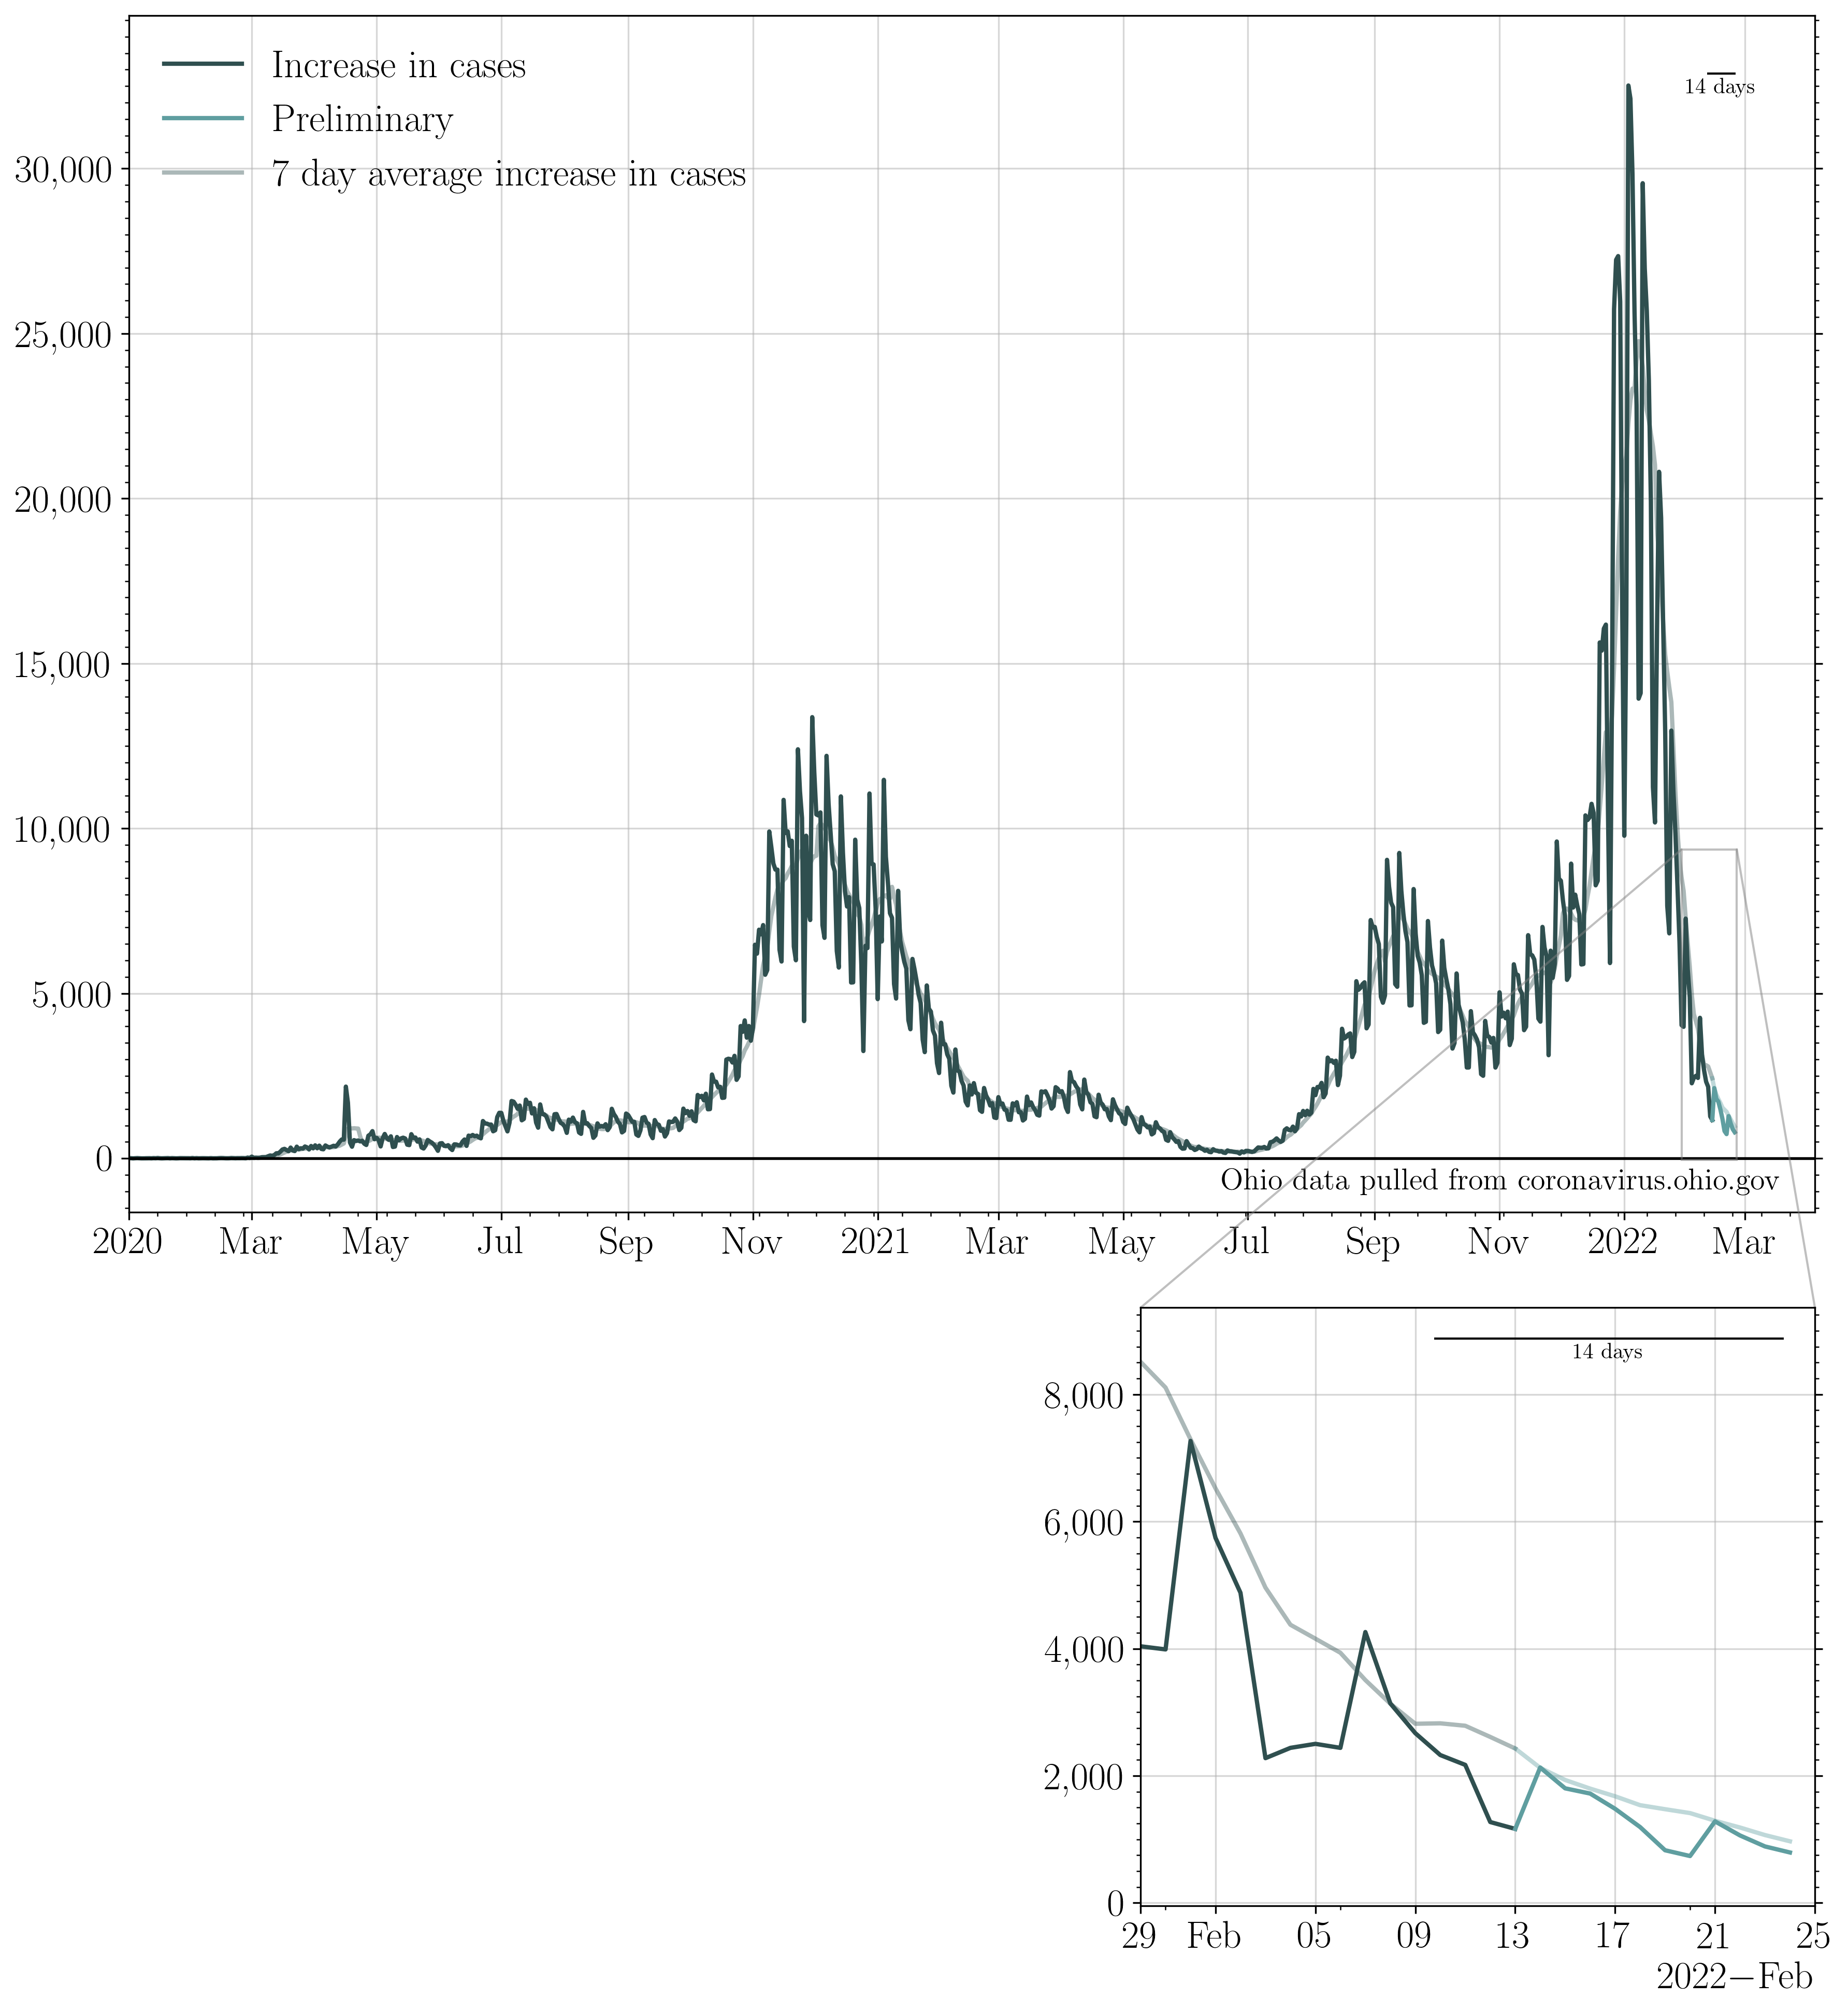 Increase in cases
Preliminary
7 day average increase in cases
14 days
30,000
25,000
20,000
15,000
10,000
5,000
0
Ohio data pulled from coronavirus.ohio.gov
2020 Mar May Jul Sep Nov 2021 Mar May Jul Sep Nov 2022 Mar
14 days
8,000
6,000
4,000
2,000
0
29 Feb 05 09 13 17 21 25
2022−Feb